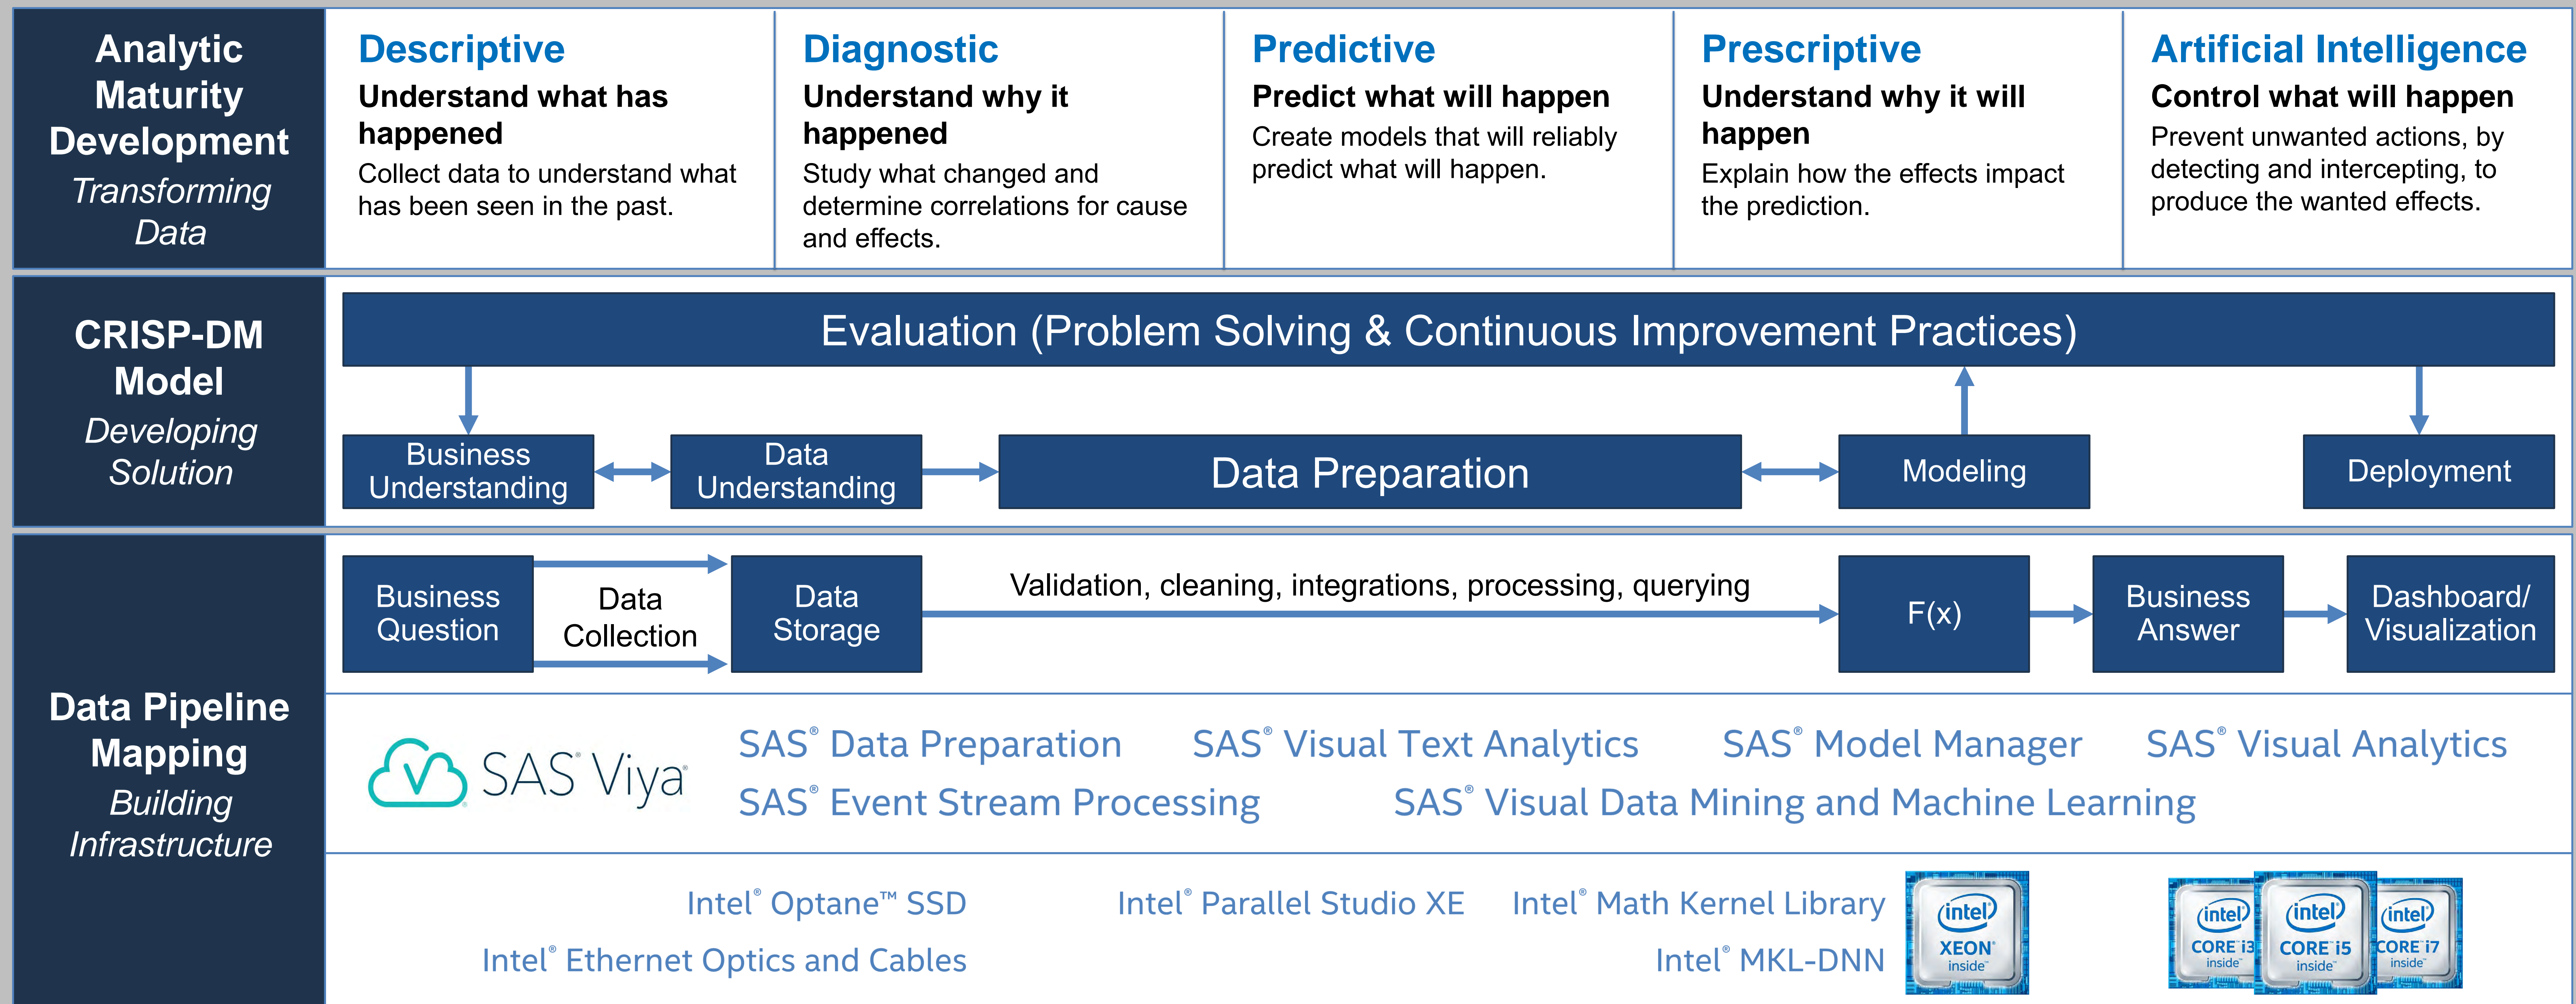 Analytic
Maturity
Development
Transforming
Data
Descriptive
Understand what has
happened
Collect data to understand what
has been seen in the past.
Diagnostic
Understand why it
happened
Study what changed and
determine correlations for cause
and effects.
Predictive
Predict what will happen
Create models that will reliably
predict what will happen.
Prescriptive
Understand why it will
happen
Explain how the effects impact
the prediction.
Artificial Intelligence
Control what will happen
Prevent unwanted actions, by
detecting and intercepting, to
produce the wanted effects.
CRISP-DM
Model
Developing
Solution
Evaluation (Problem Solving & Continuous Improvement Practices)
Business
Understanding
Data
Understanding
Data Preparation
Modeling
Deployment
Data Pipeline
Mapping
Building
Infrastructure
Business
Question
Data
Collection
Data
Storage
Validation, cleaning, integrations, processing, querying
F(x)
Business
Answer
Dashboard/
Visualization
SAS® Viya®
SAS® Data Preparation
SAS® Visual Text Analytics
SAS® Model Manager
SAS® Visual Analytics
SAS® Event Stream Processing
SAS® Visual Data Mining and Machine Learning
Intel® Optane™ SSD
Intel® Parallel Studio XE
Intel® Math Kernel Library
Intel® Ethernet Optics and Cables
Intel® MKL-DNN
intel®
XEON®
inside™
intel®
CORE™ i3
inside™
intel®
CORE™ i5
inside™
intel®
CORE™ i7
inside™